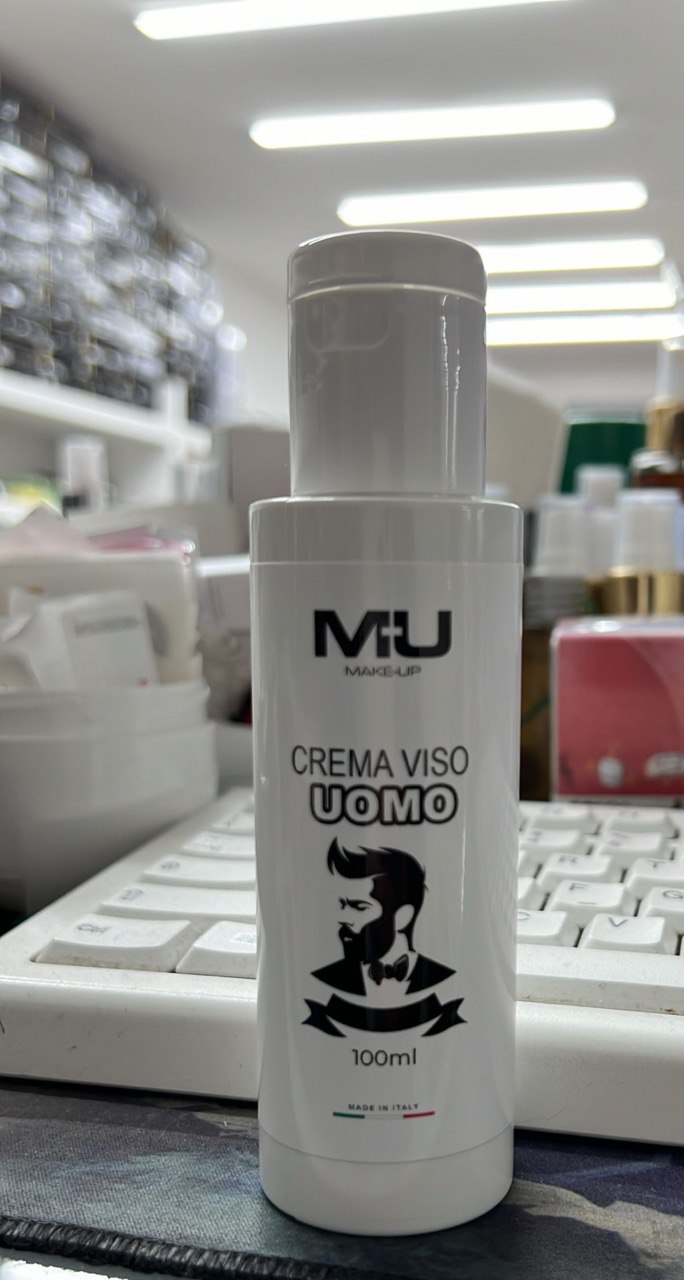 M+U
MAKE-UP
CREMA VISO
UOMO
100ml
MADE IN ITALY
F
V